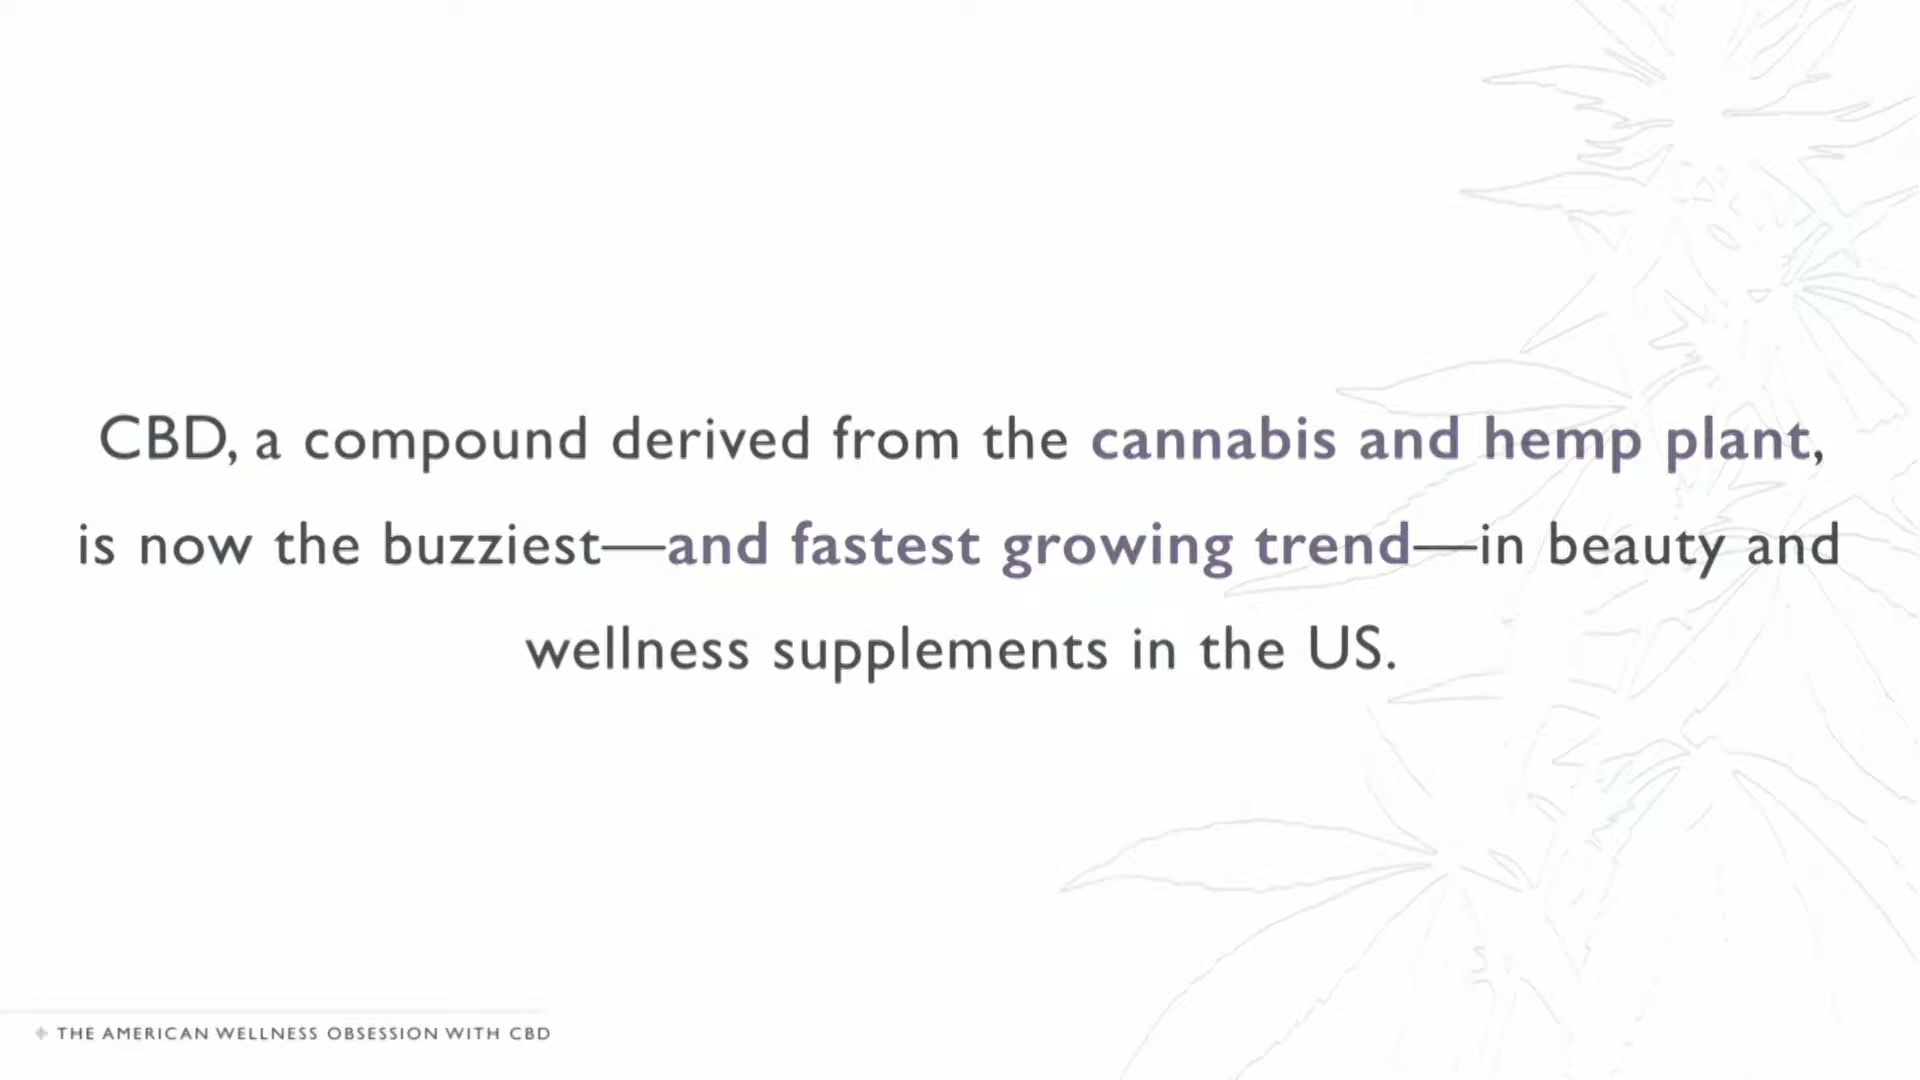 CBD, a compound derived from the cannabis and hemp plant,
is now the buzziest—and fastest growing trend—in beauty and
wellness supplements in the US.
THE AMERICAN WELLNESS OBSESSION WITH CBD